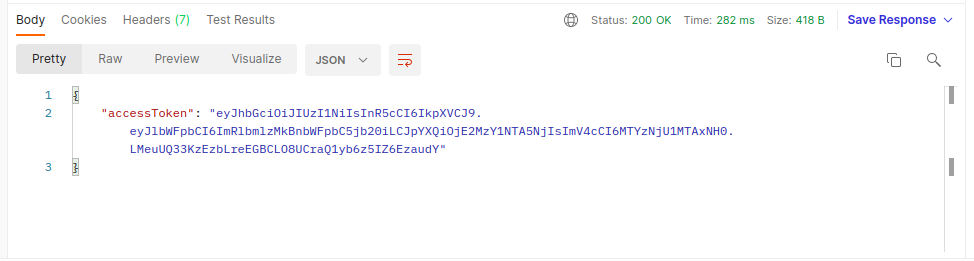 Body Cookies Headers (7) Test Results Status: 200 OK Time: 282 ms Size: 418 B Save Response
Pretty Raw Preview Visualize JSON
1 {
2 "accessToken": "eyJhbGciOiJIUzI1NiIsInR5cCI6IkpXVCJ9.
eyJlbWFpbCI6ImRlbmlzMkBnbWFpbC5jb20iLCJpYXQiOjE2MzY1NTA5NjIsImV4cCI6MTYzNjU1MTAxNH0.
LMeuUQ33KzEzbLreEGBCLO8UCraQ1yb6z5IZ6EzaudY"
3 }